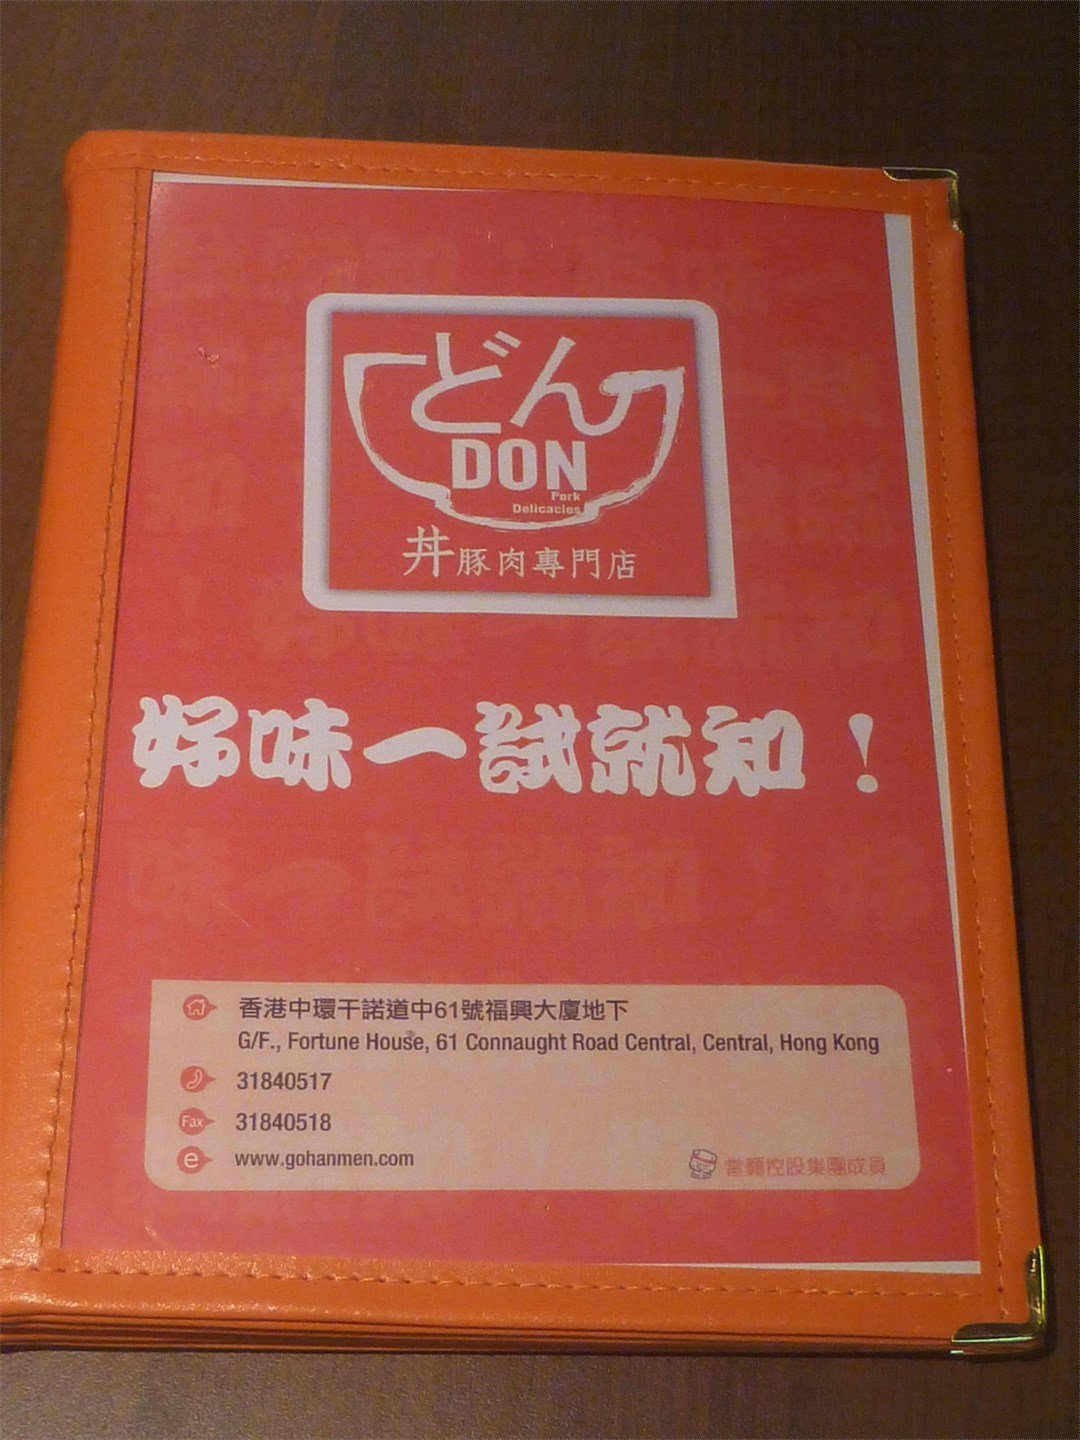 どん
DON
Pork
Delicacies
丼豚肉專門店
好味一試就知！
香港中環干諾道中61號福興大廈地下
G/F., Fortune House, 61 Connaught Road Central, Central, Hong Kong
31840517
Fax 31840518
e www.gohanmen.com
當麵控股集團成員